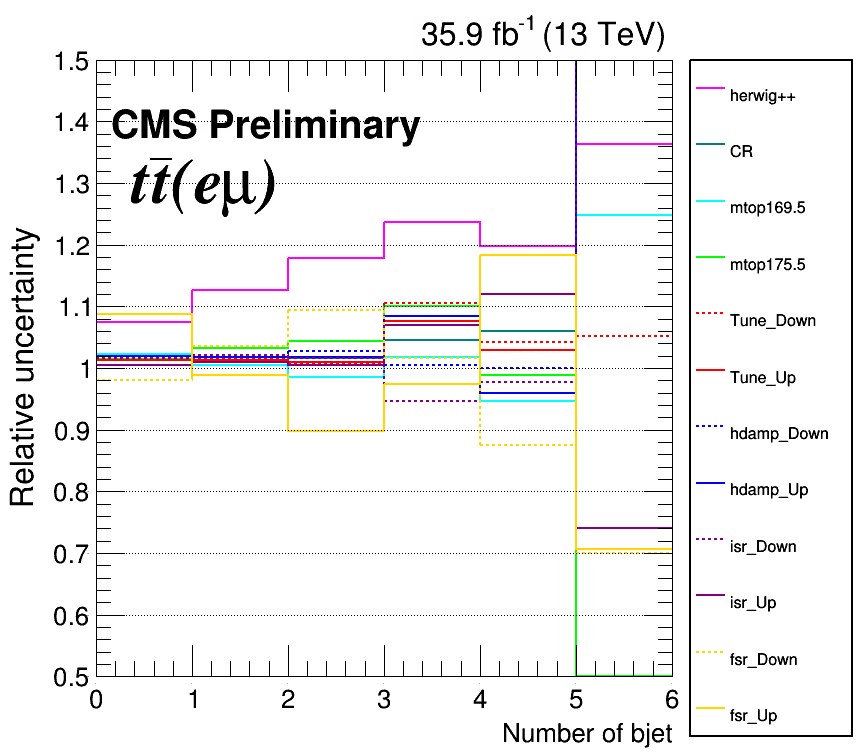 35.9 fb⁻¹ (13 TeV)
CMS Preliminary
tt̄(eμ)
Relative uncertainty
1.5
1.4
1.3
1.2
1.1
1
0.9
0.8
0.7
0.6
0.5
0 1 2 3 4 5 6
Number of bjet
herwig++
CR
mtop169.5
mtop175.5
Tune_Down
Tune_Up
hdamp_Down
hdamp_Up
isr_Down
isr_Up
fsr_Down
fsr_Up